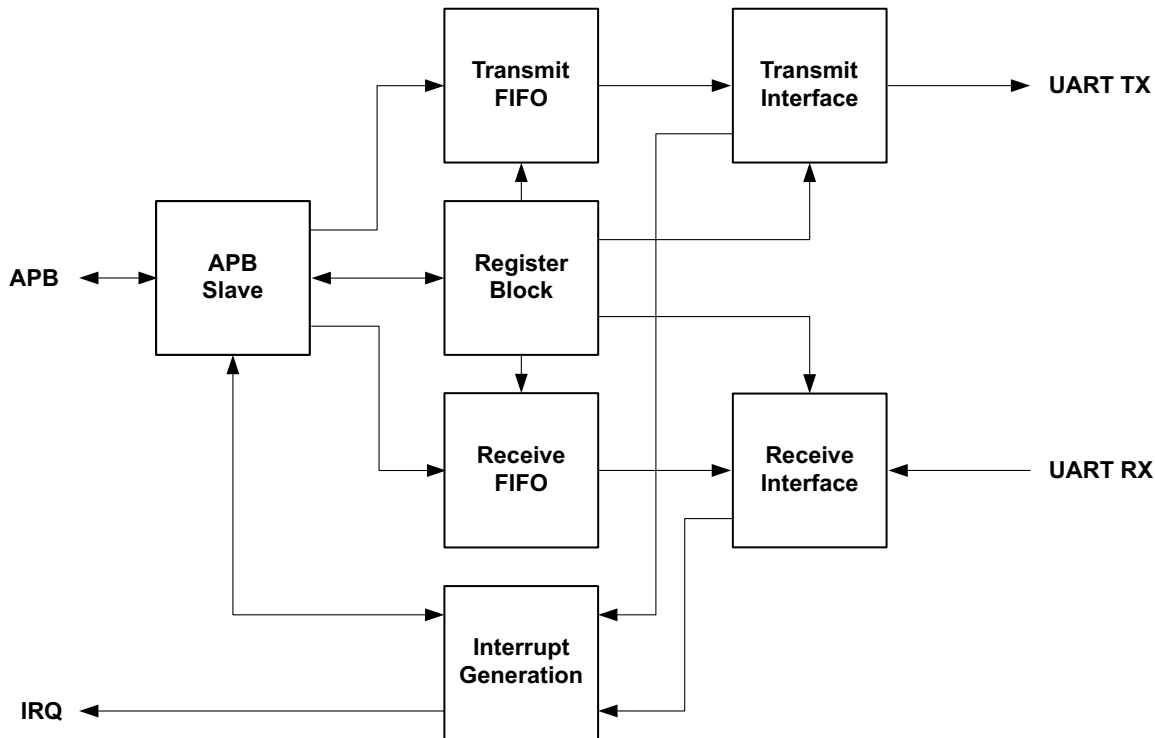 Transmit
FIFO
Transmit
Interface
UART TX
APB
APB
Slave
Register
Block
Receive
FIFO
Receive
Interface
UART RX
Interrupt
Generation
IRQ